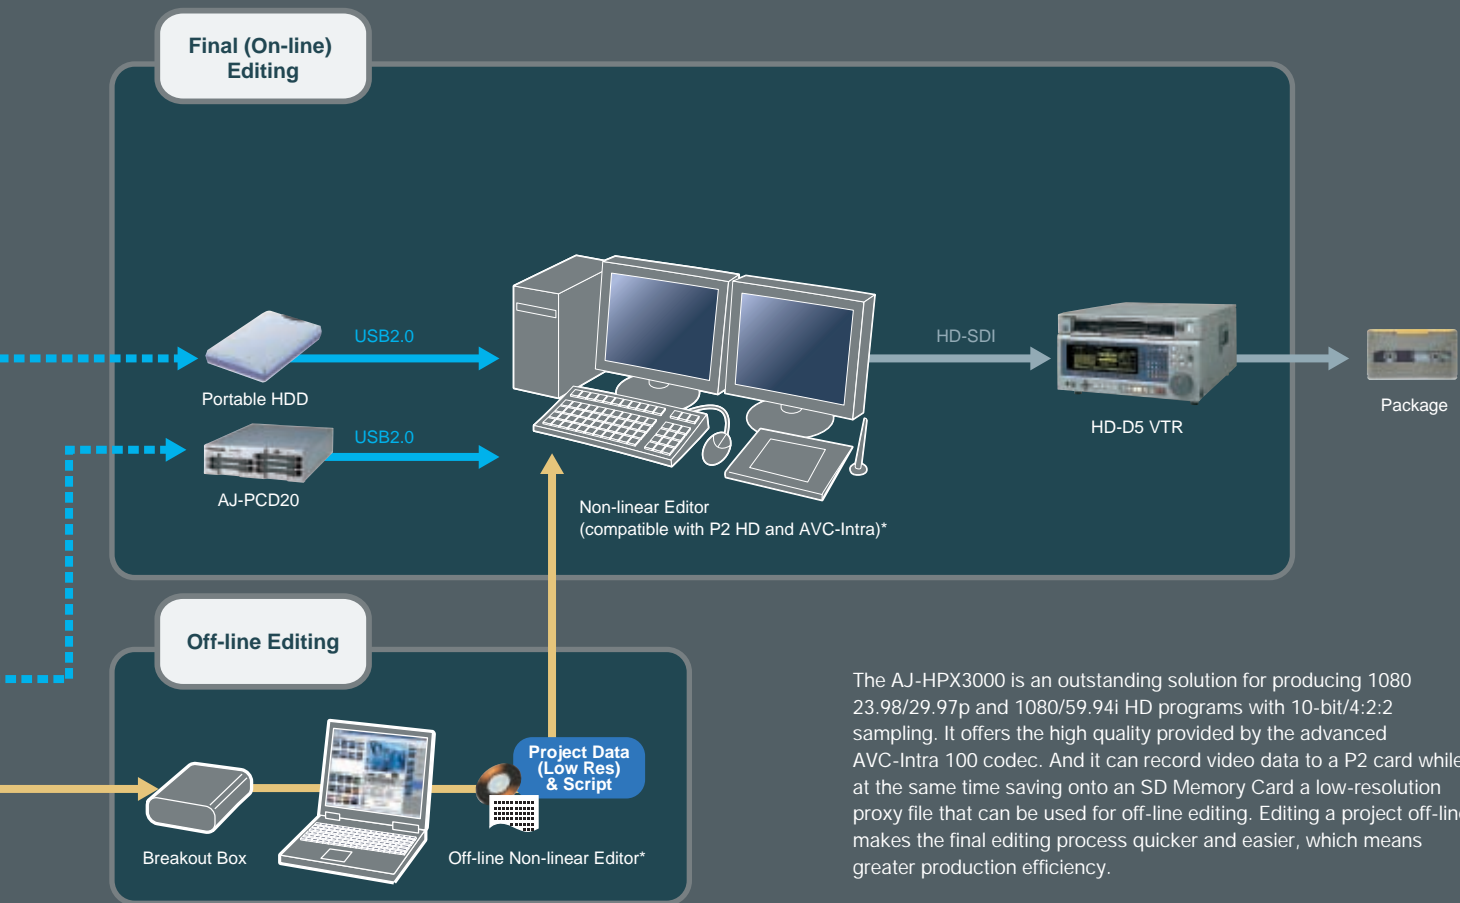 Final (On-line)
Editing
USB2.0
HD-SDI
Portable HDD
Package
HD-D5 VTR
USB2.0
AJ-PCD20
Non-linear Editor
(compatible with P2 HD and AVC-Intra)*
Off-line Editing
Project Data
(Low Res)
& Script
Breakout Box
Off-line Non-linear Editor*
The AJ-HPX3000 is an outstanding solution for producing 1080
23.98/29.97p and 1080/59.94i HD programs with 10-bit/4:2:2
sampling. It offers the high quality provided by the advanced
AVC-Intra 100 codec. And it can record video data to a P2 card while
at the same time saving onto an SD Memory Card a low-resolution
proxy file that can be used for off-line editing. Editing a project off-line
makes the final editing process quicker and easier, which means
greater production efficiency.